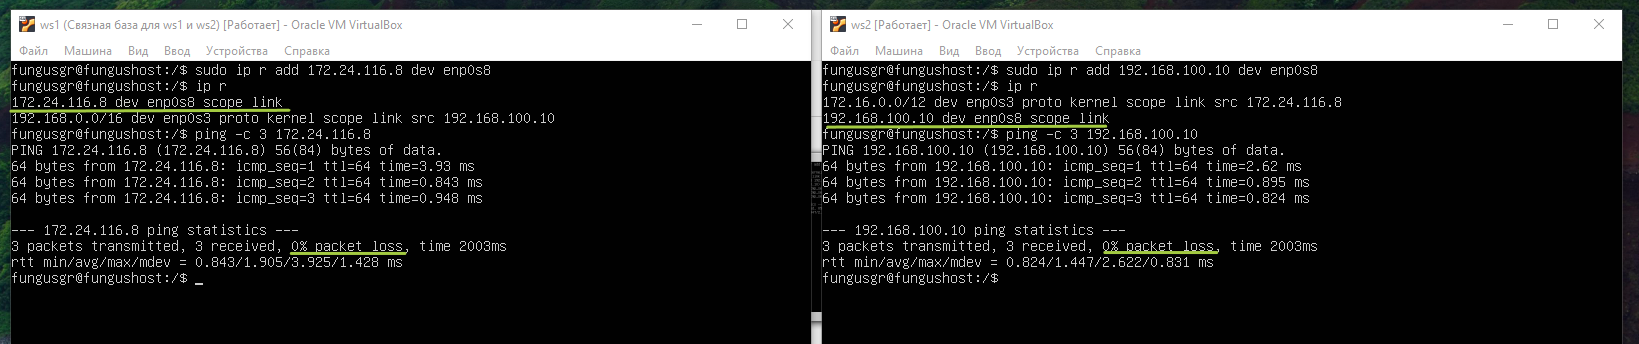 ws1 (Связная база для ws1 и ws2) [Работает] - Oracle VM VirtualBox
Файл Машина Вид Ввод Устройства Справка
fungusgr@fungushost:/$ sudo ip r add 172.24.116.8 dev enp0s8
fungusgr@fungushost:/$ ip r
172.24.116.8 dev enp0s8 scope link
192.168.0.0/16 dev enp0s3 proto kernel scope link src 192.168.100.10
fungusgr@fungushost:/$ ping -c 3 172.24.116.8
PING 172.24.116.8 (172.24.116.8) 56(84) bytes of data.
64 bytes from 172.24.116.8: icmp_seq=1 ttl=64 time=3.93 ms
64 bytes from 172.24.116.8: icmp_seq=2 ttl=64 time=0.843 ms
64 bytes from 172.24.116.8: icmp_seq=3 ttl=64 time=0.948 ms
--- 172.24.116.8 ping statistics ---
3 packets transmitted, 3 received, 0% packet loss, time 2003ms
rtt min/avg/max/mdev = 0.843/1.905/3.925/1.428 ms
fungusgr@fungushost:/$ _
ws2 [Работает] - Oracle VM VirtualBox
Файл Машина Вид Ввод Устройства Справка
fungusgr@fungushost:/$ sudo ip r add 192.168.100.10 dev enp0s8
fungusgr@fungushost:/$ ip r
172.16.0.0/12 dev enp0s3 proto kernel scope link src 172.24.116.8
192.168.100.10 dev enp0s8 scope link
fungusgr@fungushost:/$ ping -c 3 192.168.100.10
PING 192.168.100.10 (192.168.100.10) 56(84) bytes of data.
64 bytes from 192.168.100.10: icmp_seq=1 ttl=64 time=2.62 ms
64 bytes from 192.168.100.10: icmp_seq=2 ttl=64 time=0.895 ms
64 bytes from 192.168.100.10: icmp_seq=3 ttl=64 time=0.824 ms
--- 192.168.100.10 ping statistics ---
3 packets transmitted, 3 received, 0% packet loss, time 2003ms
rtt min/avg/max/mdev = 0.824/1.447/2.622/0.831 ms
fungusgr@fungushost:/$